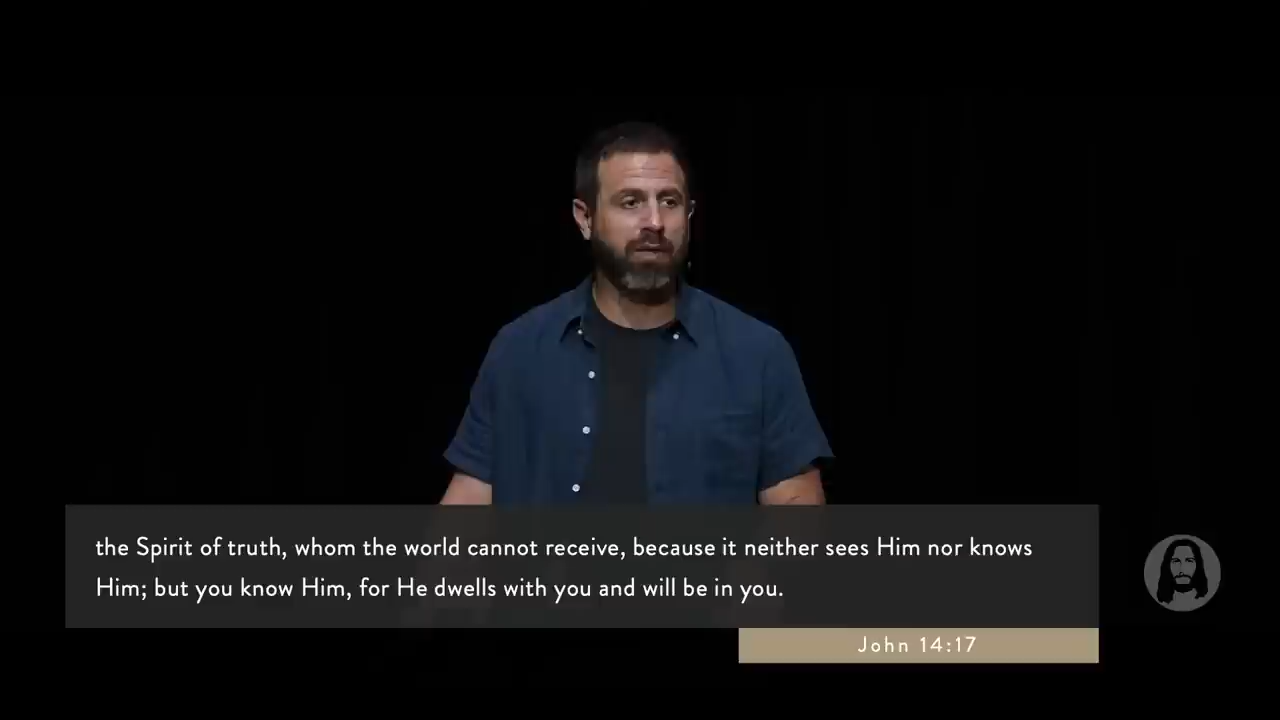 the Spirit of truth, whom the world cannot receive, because it neither sees Him nor knows
Him; but you know Him, for He dwells with you and will be in you.
John 14:17